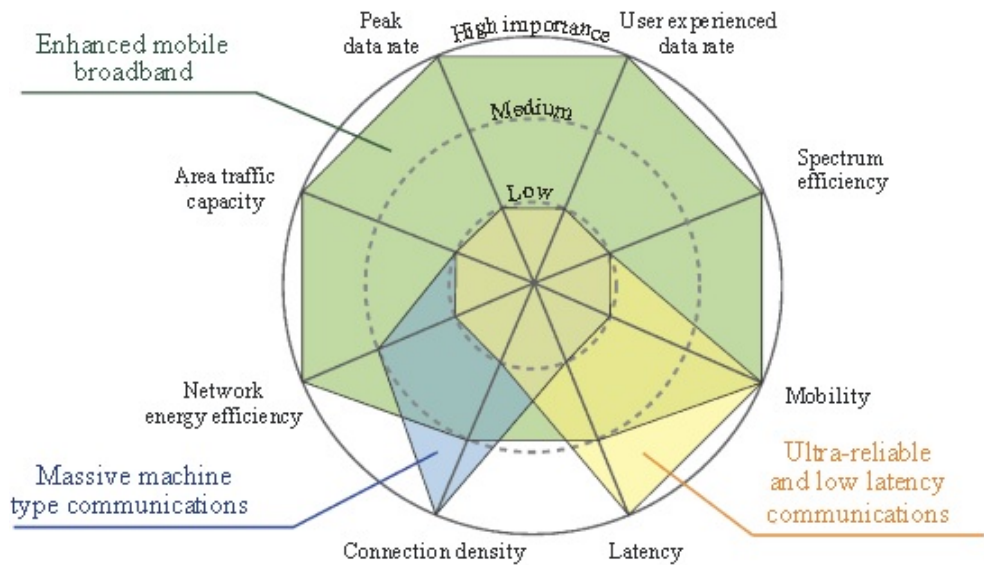 Peak
data rate
High importance
User experienced
data rate
Enhanced mobile
broadband
Medium
Area traffic
capacity
Low
Spectrum
efficiency
Network
energy efficiency
Mobility
Massive machine
type communications
Ultra-reliable
and low latency
communications
Connection density
Latency